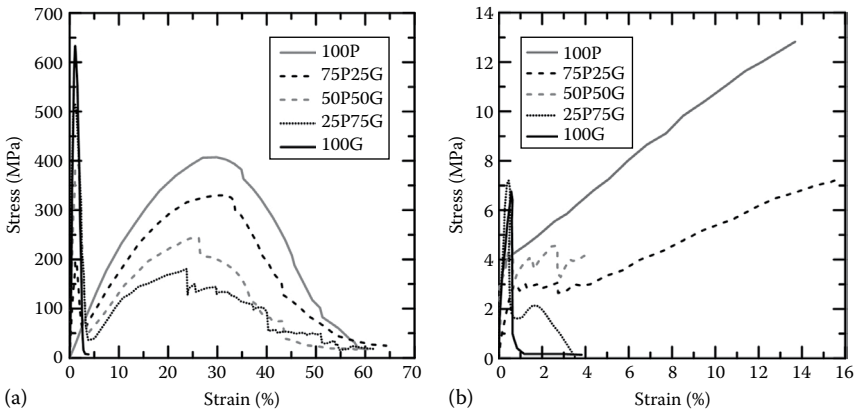 700
600
500
400
300
200
100
0
Stress (MPa)
0 10 20 30 40 50 60 70
Strain (%)
100P
75P25G
50P50G
25P75G
100G
(a)
14
12
10
8
6
4
2
0
Stress (MPa)
0 2 4 6 8 10 12 14 16
Strain (%)
100P
75P25G
50P50G
25P75G
100G
(b)